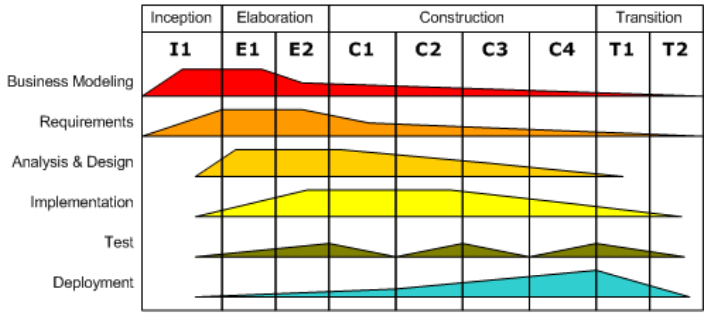 Inception Elaboration Construction Transition
I1 E1 E2 C1 C2 C3 C4 T1 T2
Business Modeling
Requirements
Analysis & Design
Implementation
Test
Deployment